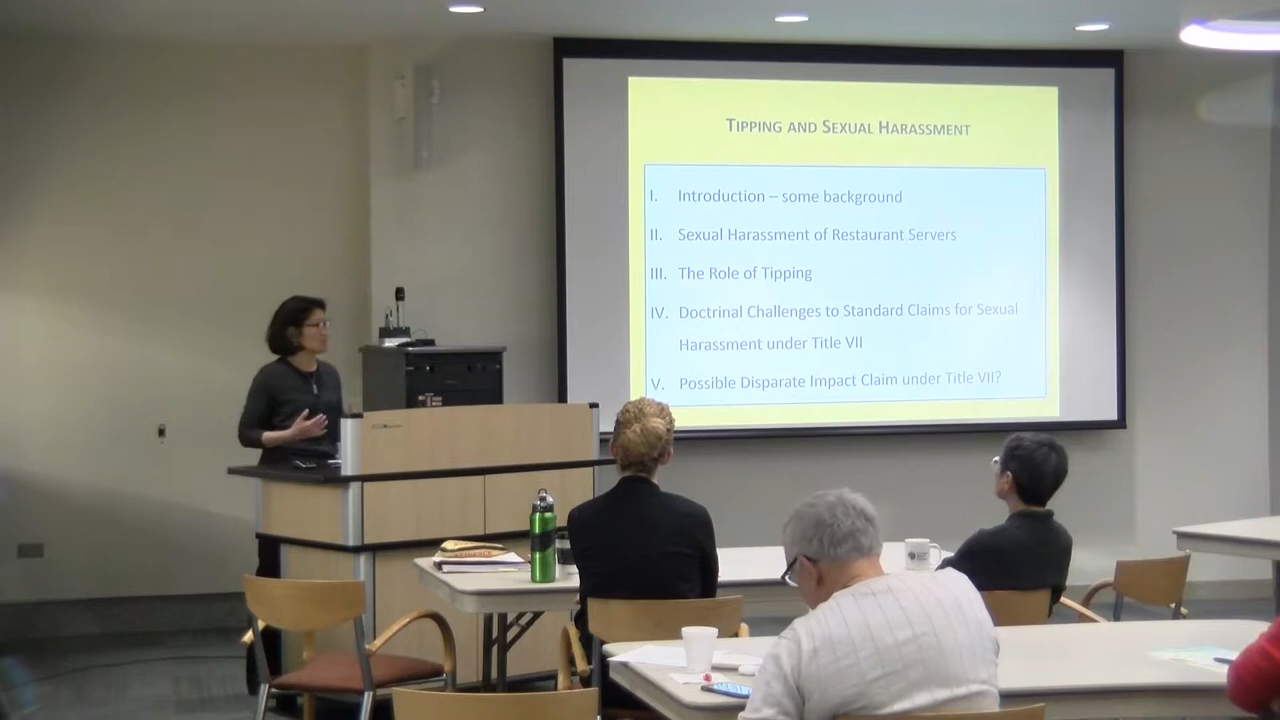 TIPPING AND SEXUAL HARASSMENT
I. Introduction – some background
II. Sexual Harassment of Restaurant Servers
III. The Role of Tipping
IV. Doctrinal Challenges to Standard Claims for Sexual
Harassment under Title VII
V. Possible Disparate Impact Claim under Title VII?